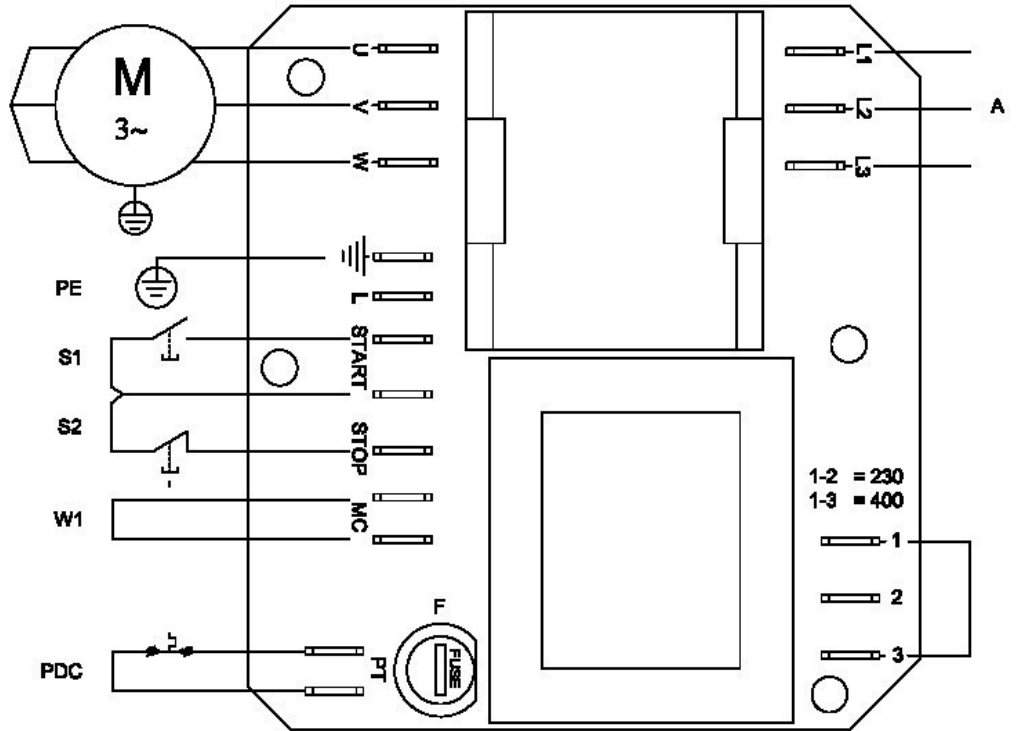 M
3~
U
V
W
L1
L2
L3
A
PE
L
S1
START
S2
STOP
W1
MC
1-2 = 230
1-3 = 400
1
2
3
F
FUSE
PT
PDC